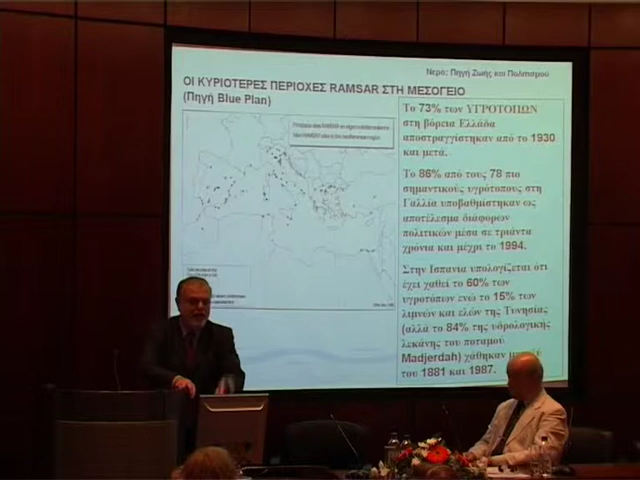 Νερό: Πηγή Ζωής και Πολιτισμού
ΟΙ ΚΥΡΙΟΤΕΡΕΣ ΠΕΡΙΟΧΕΣ RAMSAR ΣΤΗ ΜΕΣΟΓΕΙΟ
(Πηγή Blue Plan)
Το 73% των ΥΓΡΟΤΟΠΩΝ
στη βόρεια Ελλάδα
αποστραγγίστηκαν από το 1930
και μετά.
Το 86% από τους 78 πιο
σημαντικούς υγρότοπους στη
Γαλλία υποβαθμίστηκαν ως
αποτέλεσμα διάφορων
πολιτικών μέσα σε τριάντα
χρονια και μέχρι το 1994.
Στην Ισπανία υπολογίζεται ότι
έχει χαθεί το 60% των
υγρότοπων ενώ το 15% των
λιμνών και ελών της Τυνησίας
(αλλά το 84% της υδρολογικής
λεκάνης του ποταμού
Madjerdah) χάθηκαν
του 1881 και 1987.